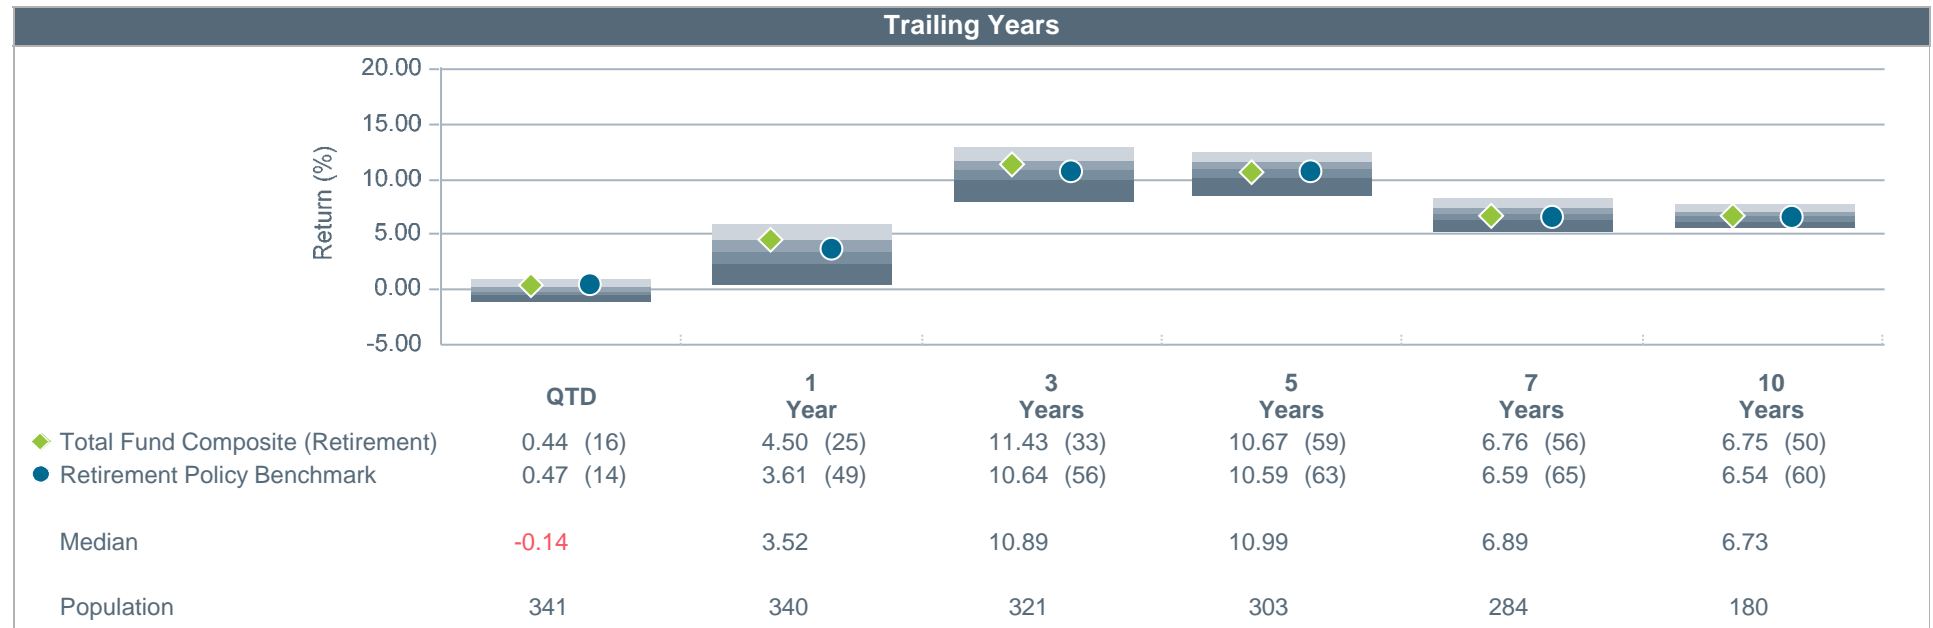 Trailing Years
20.00
15.00
10.00
5.00
0.00
-5.00
Return (%)
QTD
1 Year
3 Years
5 Years
7 Years
10 Years
Total Fund Composite (Retirement) 0.44 (16) 4.50 (25) 11.43 (33) 10.67 (59) 6.76 (56) 6.75 (50)
Retirement Policy Benchmark 0.47 (14) 3.61 (49) 10.64 (56) 10.59 (63) 6.59 (65) 6.54 (60)
Median -0.14 3.52 10.89 10.99 6.89 6.73
Population 341 340 321 303 284 180